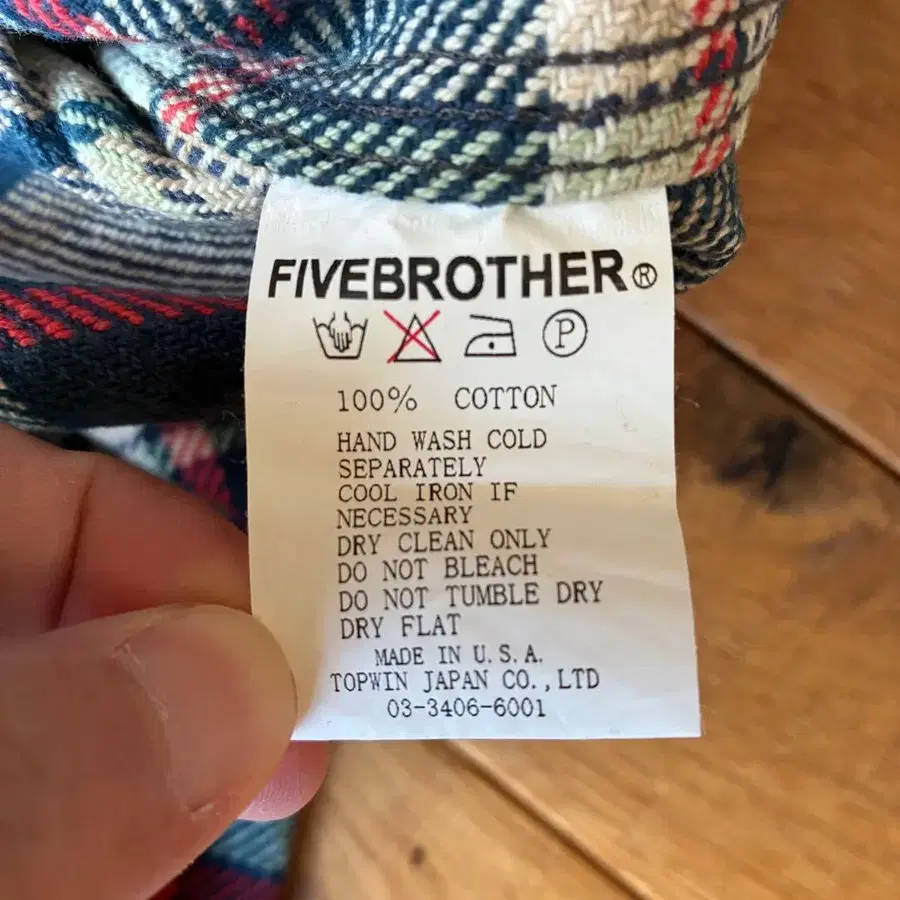 FIVEBROTHER®
P
100% COTTON
HAND WASH COLD
SEPARATELY
COOL IRON IF
NECESSARY
DRY CLEAN ONLY
DO NOT BLEACH
DO NOT TUMBLE DRY
DRY FLAT
MADE IN U.S.A.
TOPWIN JAPAN CO.,LTD
03-3406-6001